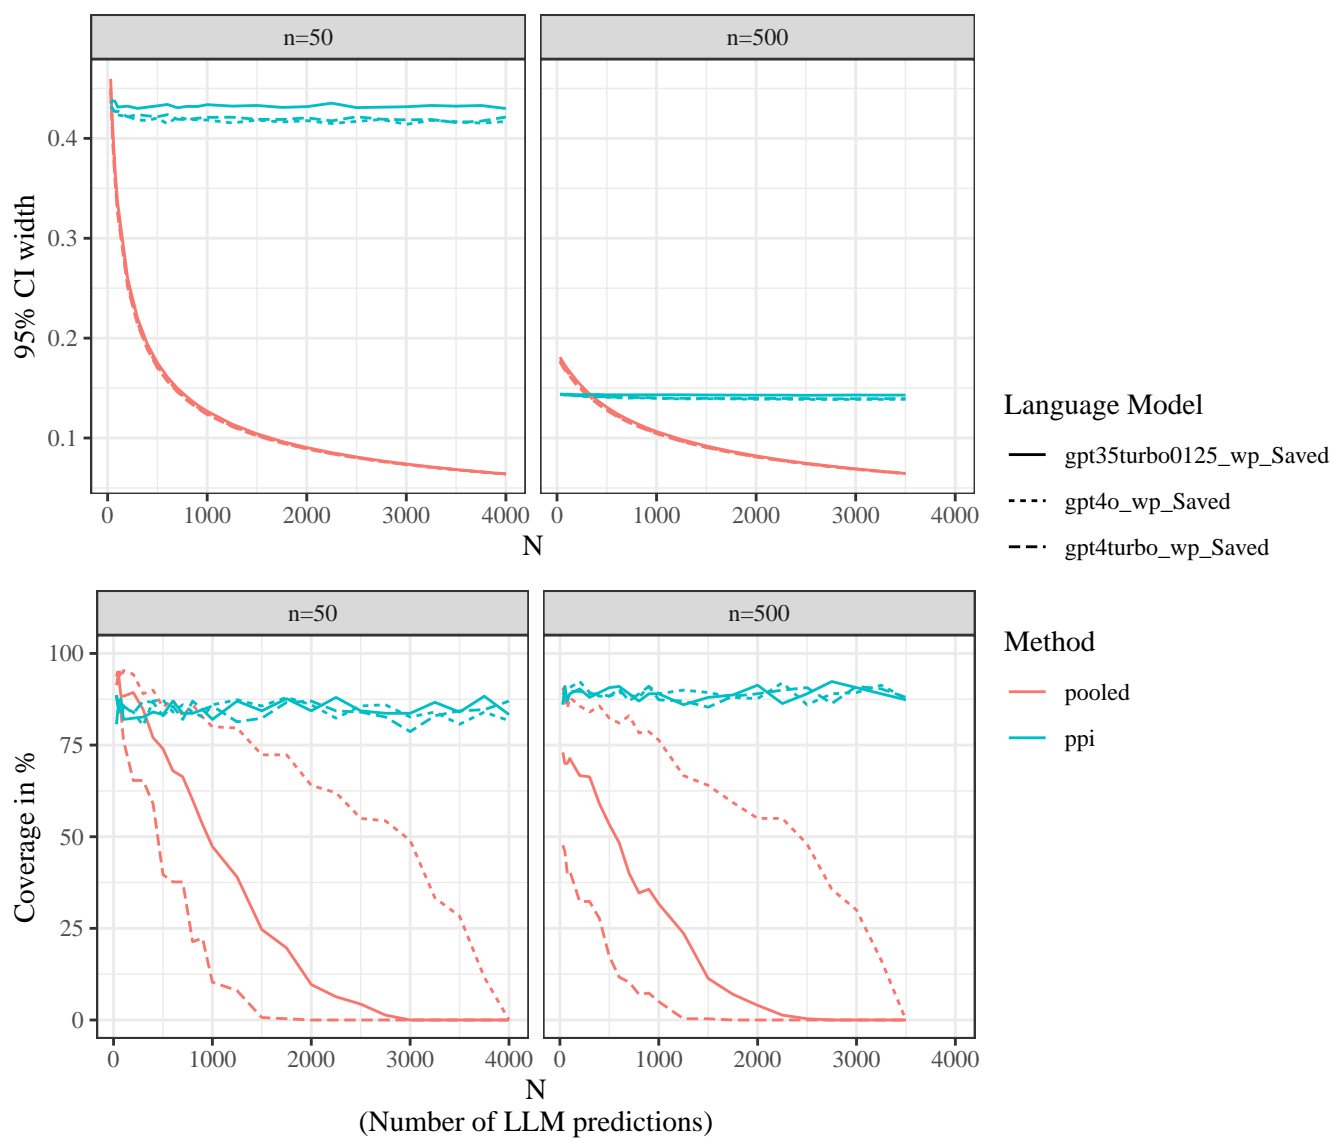 n=50
n=500
95% CI width
0.4
0.3
0.2
0.1
0 1000 2000 3000 4000
0 1000 2000 3000 4000
N
Language Model
gpt35turbo0125_wp_Saved
gpt4o_wp_Saved
gpt4turbo_wp_Saved
Method
pooled
ppi
n=50
n=500
Coverage in %
100
75
50
25
0
0 1000 2000 3000 4000
0 1000 2000 3000 4000
N
(Number of LLM predictions)